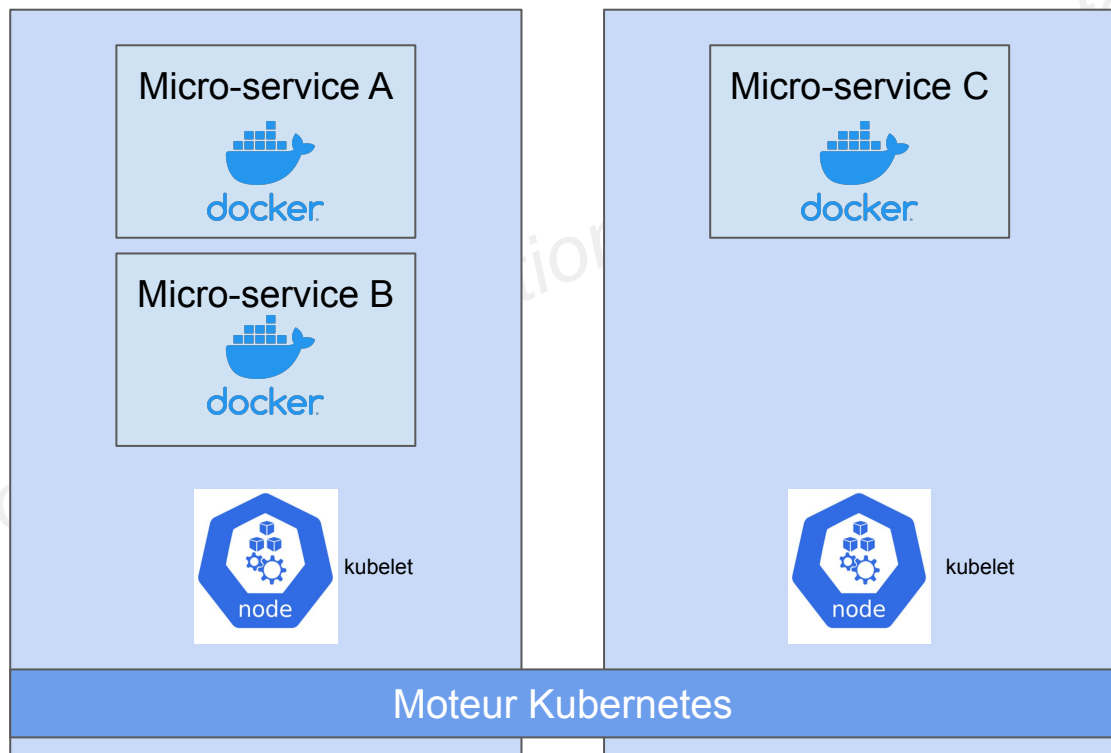 Micro-service A
docker
Micro-service B
docker
node
kubelet
Micro-service C
docker
node
kubelet
Moteur Kubernetes